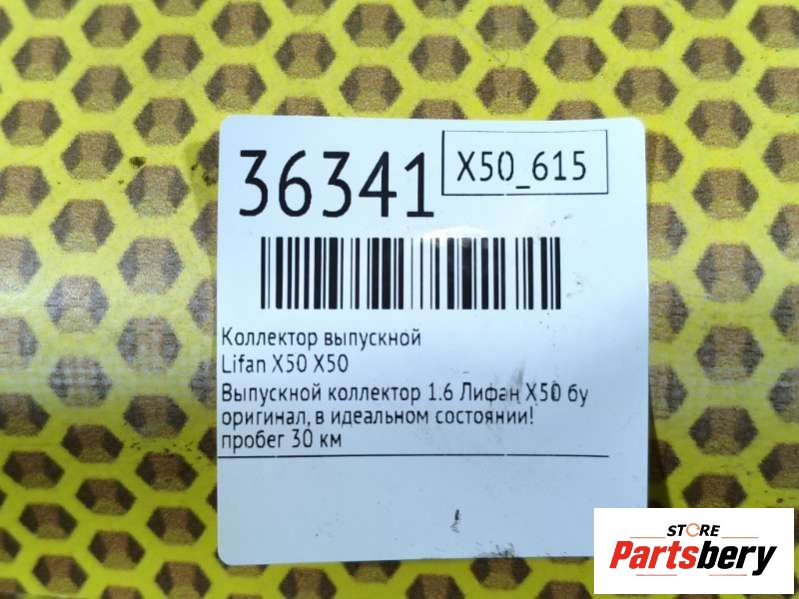 36341
X50_615
Коллектор выпускной
Lifan X50 X50
Выпускной коллектор 1.6 Лифан X50 бу
оригинал, в идеальном состоянии!
пробег 30 км
STORE
Partsbery